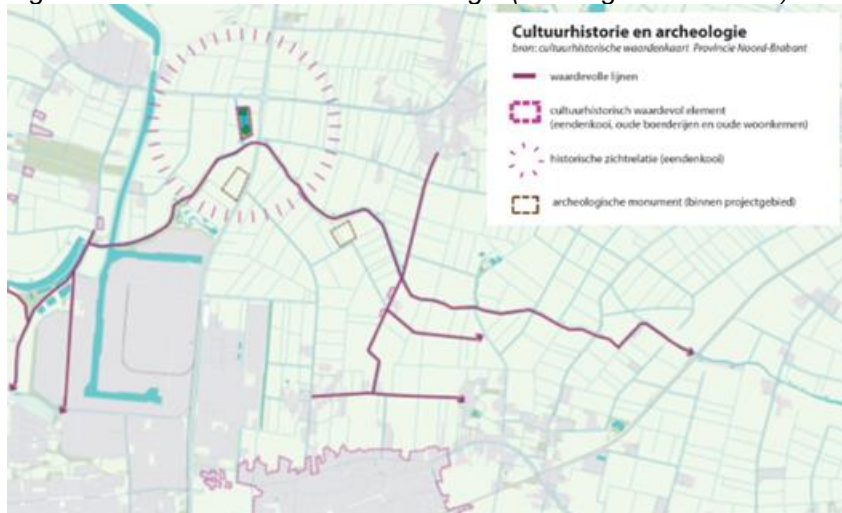 Cultuurhistorie en archeologie
bron: cultuurhistorische waardenkaart Provincie Noord-Brabant
waardevolle lijnen
cultuurhistorisch waardevol element
(eendenkooi, oude boerderijen en oude woonkernen)
historische zichtrelatie (eendenkooi)
archeologische monument (binnen projectgebied)